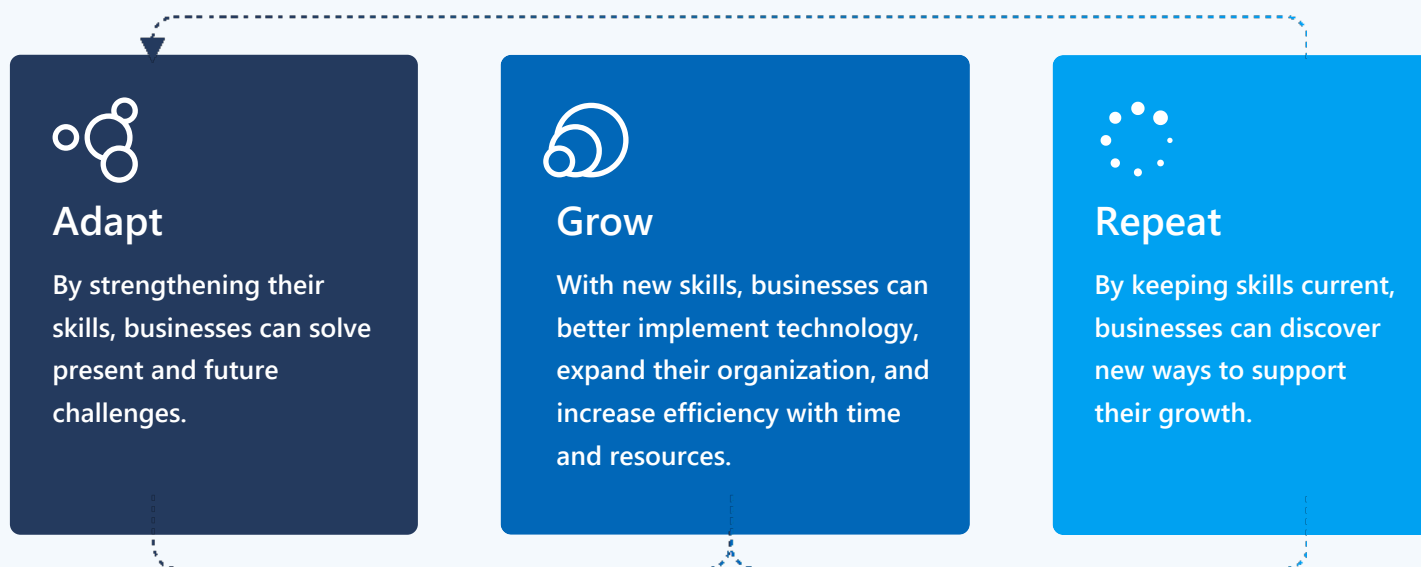 Adapt
By strengthening their
skills, businesses can solve
present and future
challenges.
Grow
With new skills, businesses can
better implement technology,
expand their organization, and
increase efficiency with time
and resources.
Repeat
By keeping skills current,
businesses can discover
new ways to support
their growth.